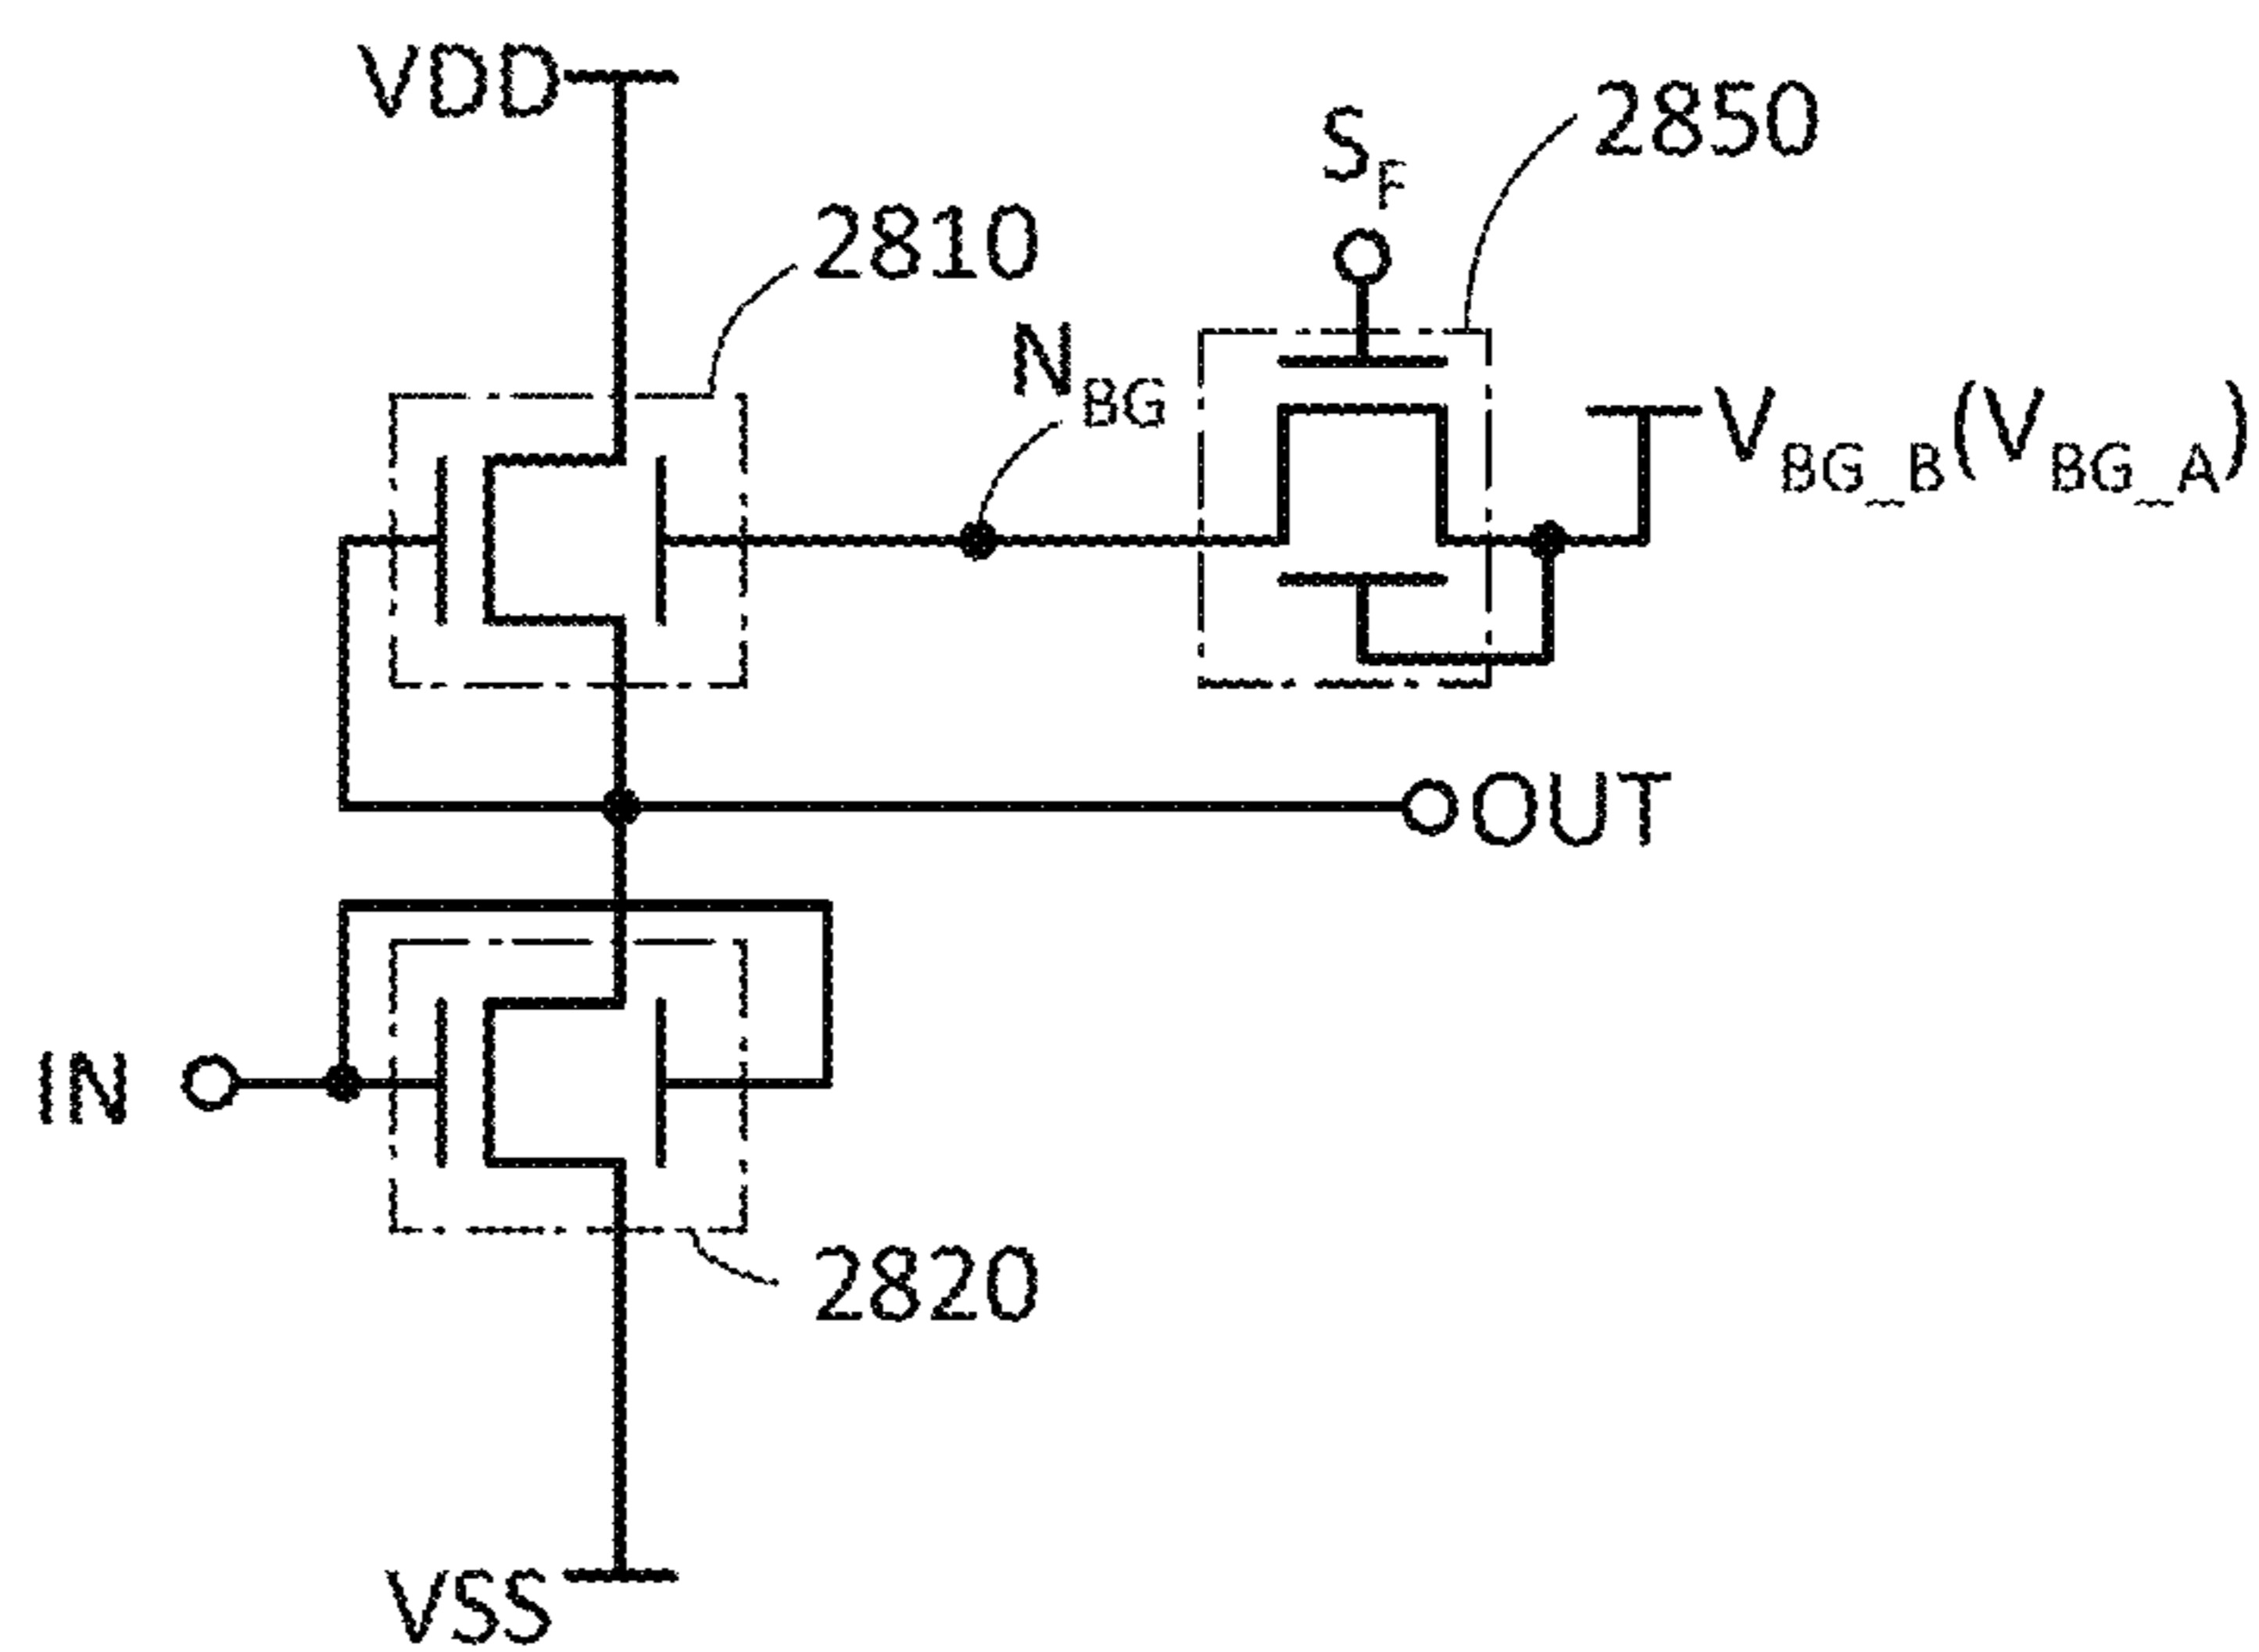 VDD
2850
S_F
2810
N_BG
V_BG_B(V_BG_A)
OUT
IN
2820
VSS